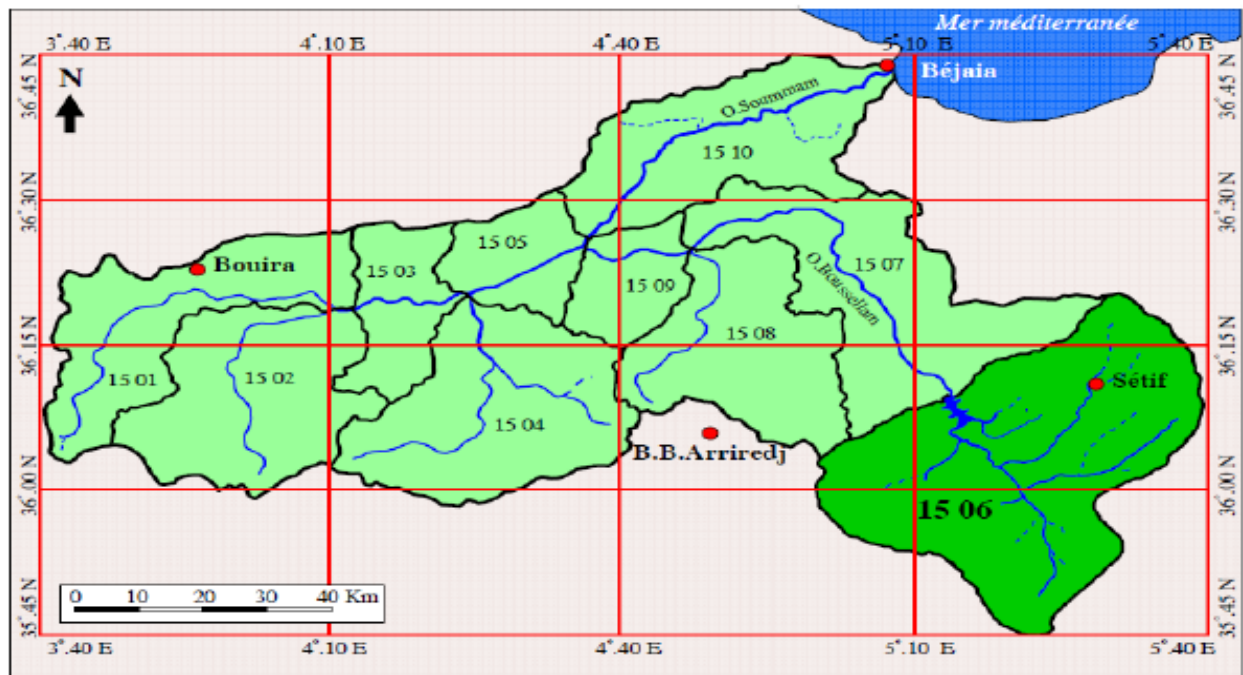 Mer méditerranée
3°.40 E
4°.10 E
4°.40 E
5°.10 E
5°.40 E
N
Béjaia
36°.45 N
36°.45 N
O.Soummam
15 10
36°.30 N
36°.30 N
Bouira
15 05
15 03
15 07
15 09
O.Boussellam
15 08
36°.15 N
36°.15 N
15 01
15 02
Sétif
15 04
B.B.Arriredj
36°.00 N
36°.00 N
15 06
35°.45 N
35°.45 N
0 10 20 30 40 Km
3°.40 E
4°.10 E
4°.40 E
5°.10 E
5°.40 E